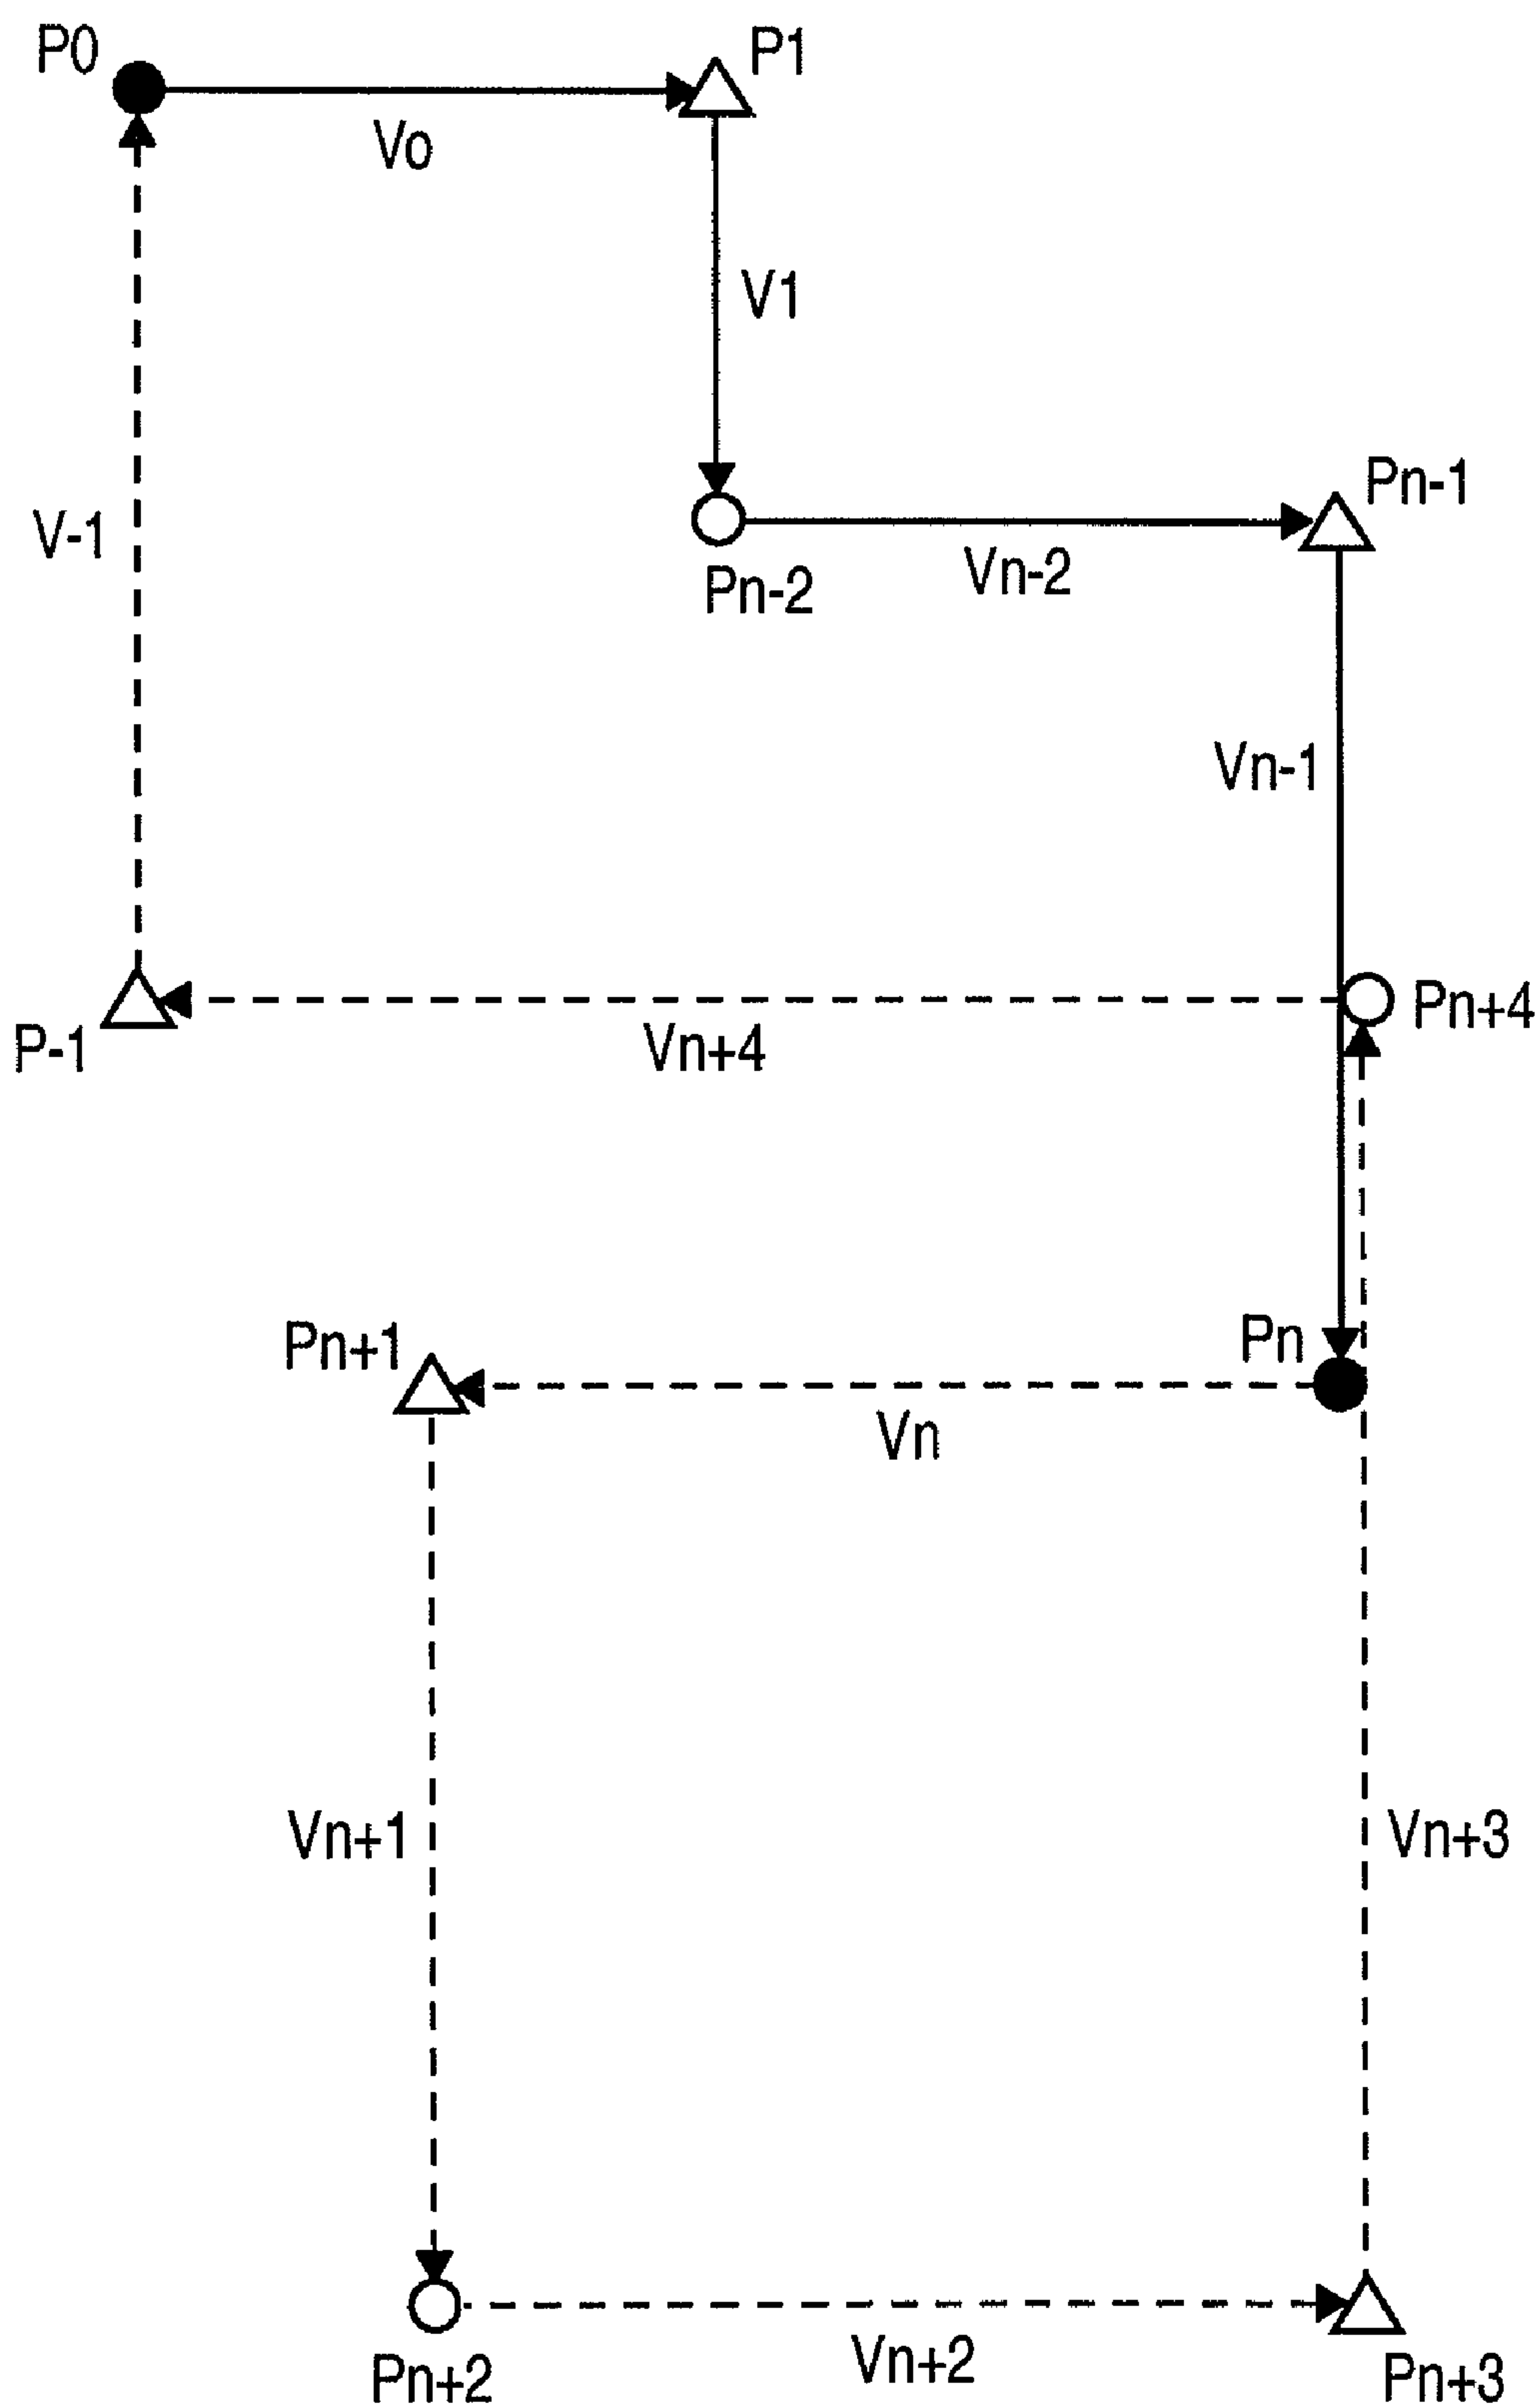 P0
P1
Vo
V1
Pn-1
V-1
Pn-2
Vn-2
Vn-1
P-1
Vn+4
Pn+4
Pn+1
Pn
Vn
Vn+1
Vn+3
Pn+2
Vn+2
Pn+3